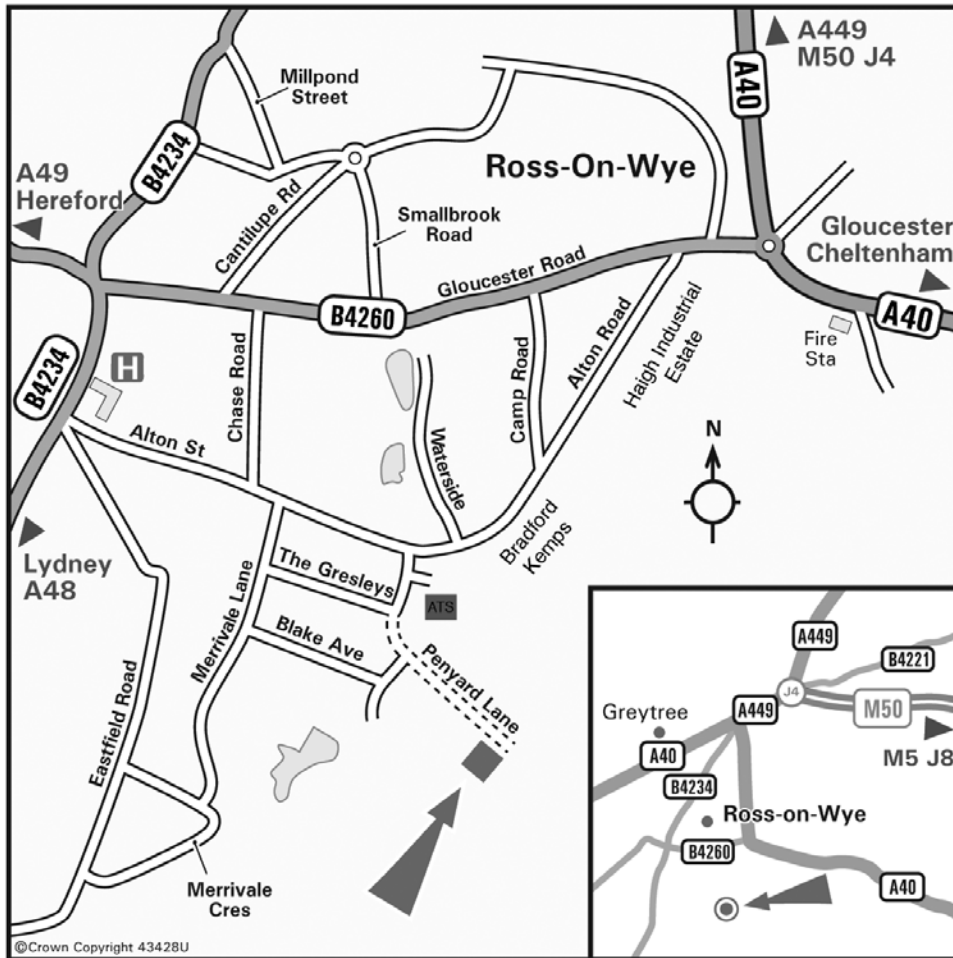 A449
M50 J4
A40
Millpond
Street
B4234
A49
Hereford
Ross-On-Wye
Cantilupe Rd
Smallbrook
Road
Gloucester
Cheltenham
Gloucester Road
B4260
A40
Fire
Sta
B4234
H
Chase Road
Camp Road
Alton Road
Haigh Industrial
Estate
Alton St
Waterside
N
Bradford
Kemps
Lydney
A48
The Gresleys
ATS
Merrivale Lane
Blake Ave
Penyard Lane
Eastfield Road
Merrivale
Cres
©Crown Copyright 43428U
A449
B4221
J4
A449
M50
Greytree
M5 J8
A40
B4234
Ross-on-Wye
B4260
A40